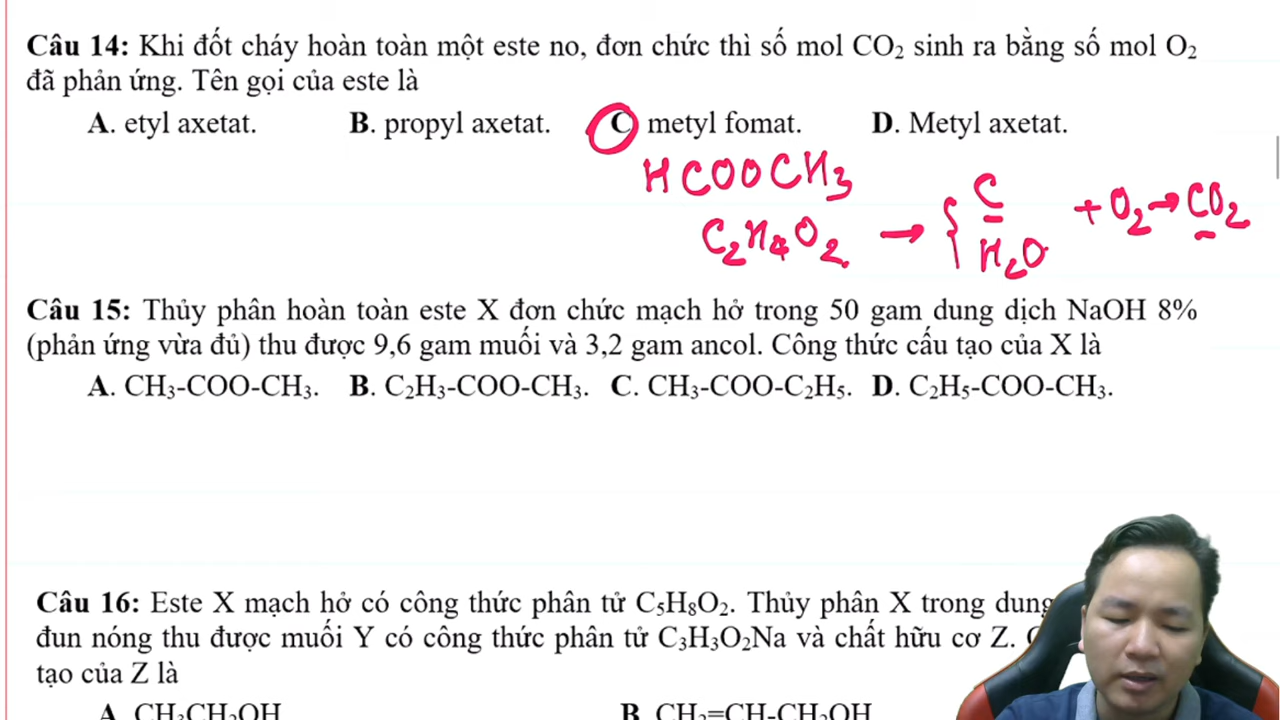 Câu 14: Khi đốt cháy hoàn toàn một este no, đơn chức thì số mol CO₂ sinh ra bằng số mol O₂
đã phản ứng. Tên gọi của este là
A. etyl axetat. B. propyl axetat. C metyl fomat. D. Metyl axetat.
HCOOCH₃
C₂H₄O₂ → { C H₂O + O₂ → CO₂
Câu 15: Thủy phân hoàn toàn este X đơn chức mạch hở trong 50 gam dung dịch NaOH 8%
(phản ứng vừa đủ) thu được 9,6 gam muối và 3,2 gam ancol. Công thức cấu tạo của X là
A. CH₃-COO-CH₃. B. C₂H₃-COO-CH₃. C. CH₃-COO-C₂H₅. D. C₂H₅-COO-CH₃.
Câu 16: Este X mạch hở có công thức phân tử C₅H₈O₂. Thủy phân X trong dung
đun nóng thu được muối Y có công thức phân tử C₃H₃O₂Na và chất hữu cơ Z.
tạo của Z là
A. CH₃CH₂OH B. CH₂=CH-CH₂OH